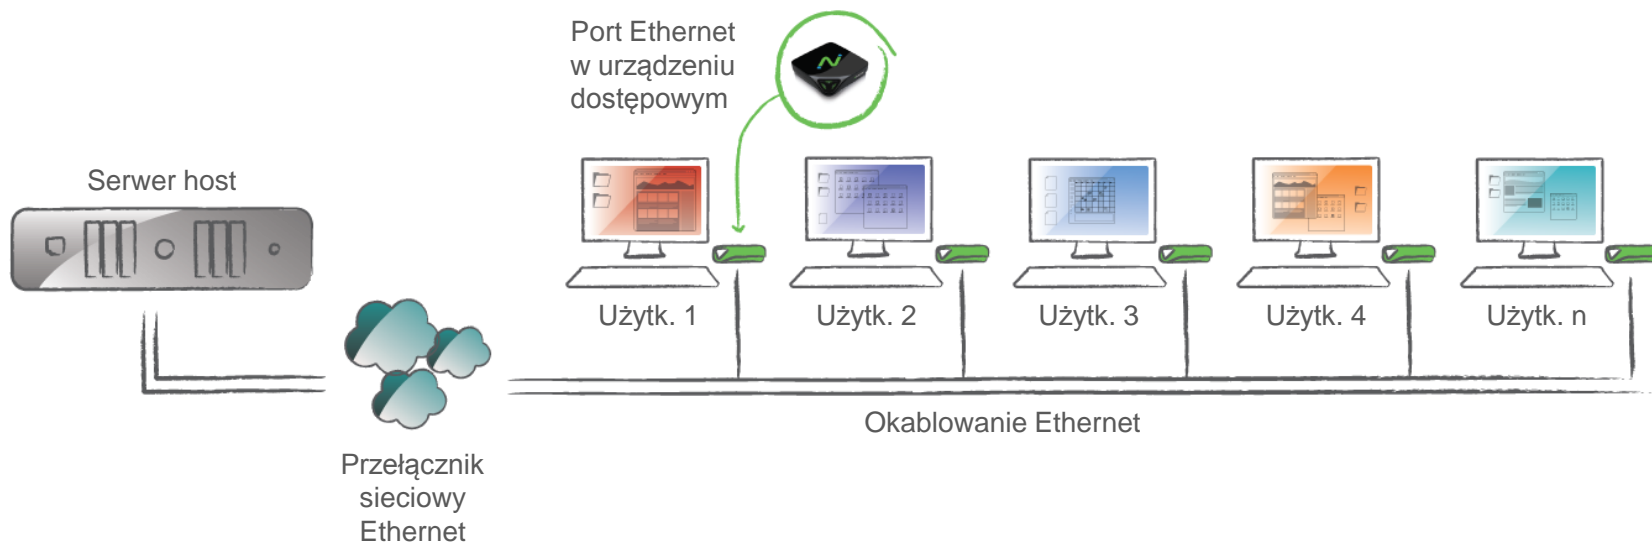 Port Ethernet
w urządzeniu
dostępowym
Serwer host
Użytk. 1
Użytk. 2
Użytk. 3
Użytk. 4
Użytk. n
Okablowanie Ethernet
Przełącznik
sieciowy
Ethernet